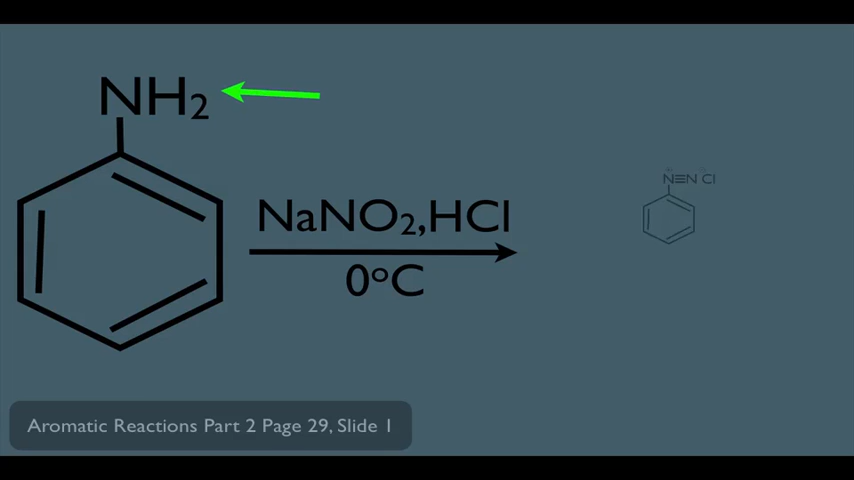 NH₂
N≡N Cl
NaNO₂,HCl
0°C
Aromatic Reactions Part 2 Page 29, Slide 1